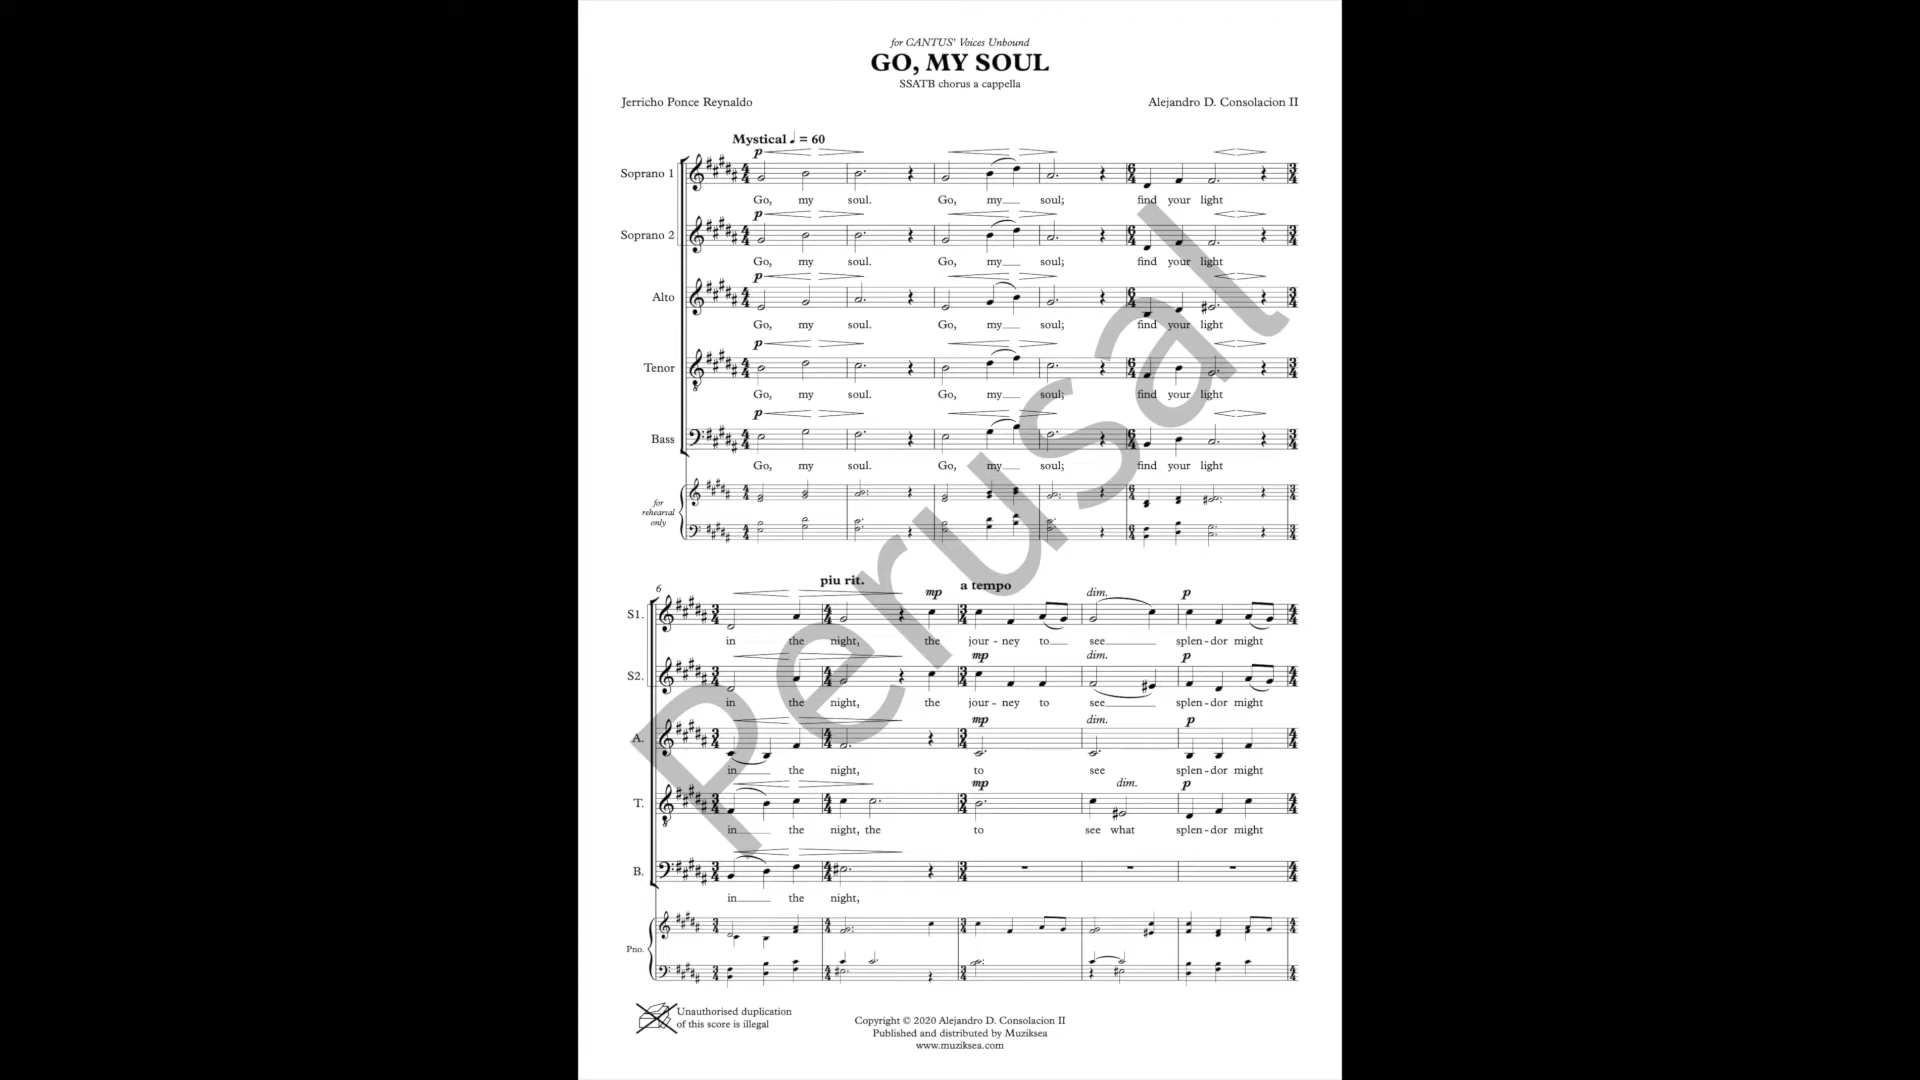 for CANTUS' Voices Unbound
GO, MY SOUL
SSATB chorus a cappella
Jerricho Ponce Reynaldo
Alejandro D. Consolacion II
Mystical ♩ = 60
p
Soprano 1
Go, my soul. Go, my soul; find your light
p
Soprano 2
Go, my soul. Go, my soul; find your light
p
Alto
Go, my soul. Go, my soul; find your light
p
Tenor
Go, my soul. Go, my soul; find your light
p
Bass
Go, my soul. Go, my soul; find your light
for
rehearsal
only
Perusal
6
piu rit.
a tempo
mp dim. p
S1.
in the night, the jour - ney to see splen - dor might
mp dim. p
S2.
in the night, the jour - ney to see splen - dor might
mp dim. p
A.
in the night, to see splen - dor might
mp dim. p
T.
in the night, the to see what splen - dor might
B.
in the night,
Pno.
Unauthorised duplication
of this score is illegal
Copyright © 2020 Alejandro D. Consolacion II
Published and distributed by Muziksea
www.muziksea.com